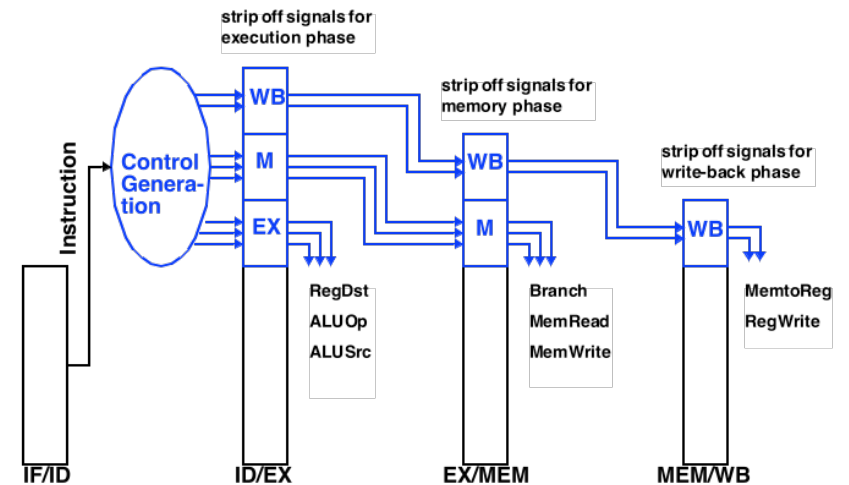 strip off signals for
execution phase
strip off signals for
memory phase
strip off signals for
write-back phase
Instruction
Control
Genera-
tion
WB
M
EX
WB
M
WB
RegDst
ALUOp
ALUSrc
Branch
MemRead
MemWrite
MemtoReg
RegWrite
IF/ID
ID/EX
EX/MEM
MEM/WB